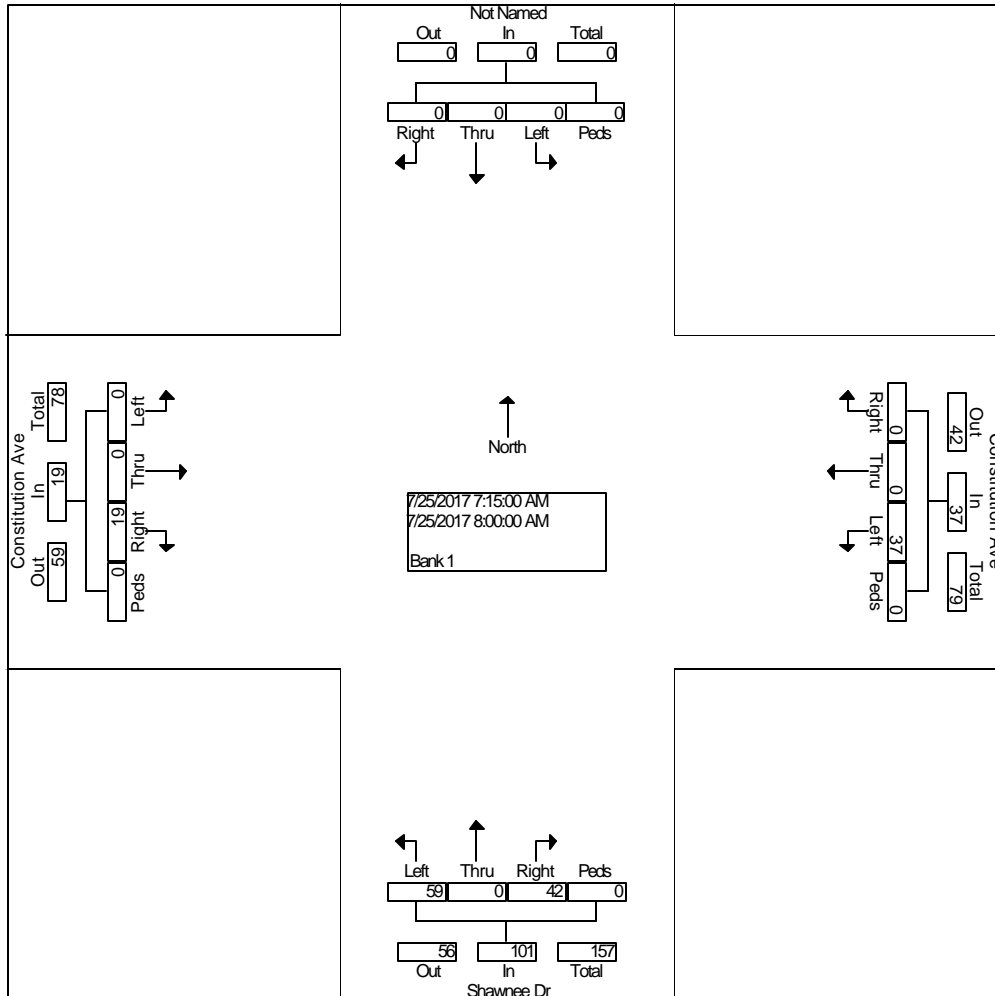 Not Named
Out In Total
0 0 0
0 0 0 0
Right Thru Left Peds
Constitution Ave
Total In Out
78 19 59
0 0 19 0
Left Thru Right Peds
North
7/25/2017 7:15:00 AM
7/25/2017 8:00:00 AM
Bank 1
Right Thru Left Peds
0 0 37 0
42 37 79
Out In Total
Constitution Ave
Left Thru Right Peds
59 0 42 0
56 101 157
Out In Total
Shawnee Dr